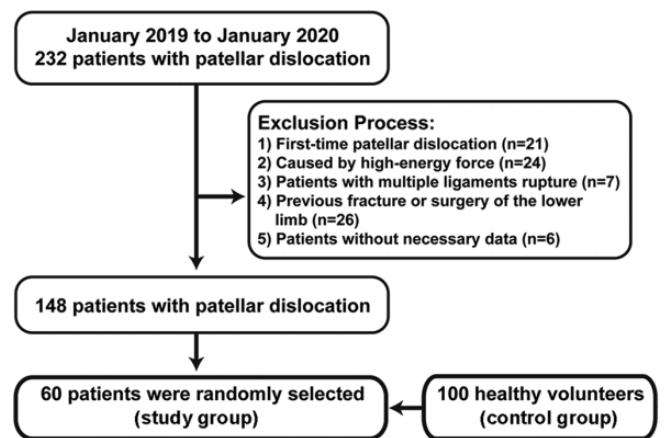 January 2019 to January 2020
232 patients with patellar dislocation
Exclusion Process:
1) First-time patellar dislocation (n=21)
2) Caused by high-energy force (n=24)
3) Patients with multiple ligaments rupture (n=7)
4) Previous fracture or surgery of the lower
limb (n=26)
5) Patients without necessary data (n=6)
148 patients with patellar dislocation
60 patients were randomly selected
(study group)
100 healthy volunteers
(control group)